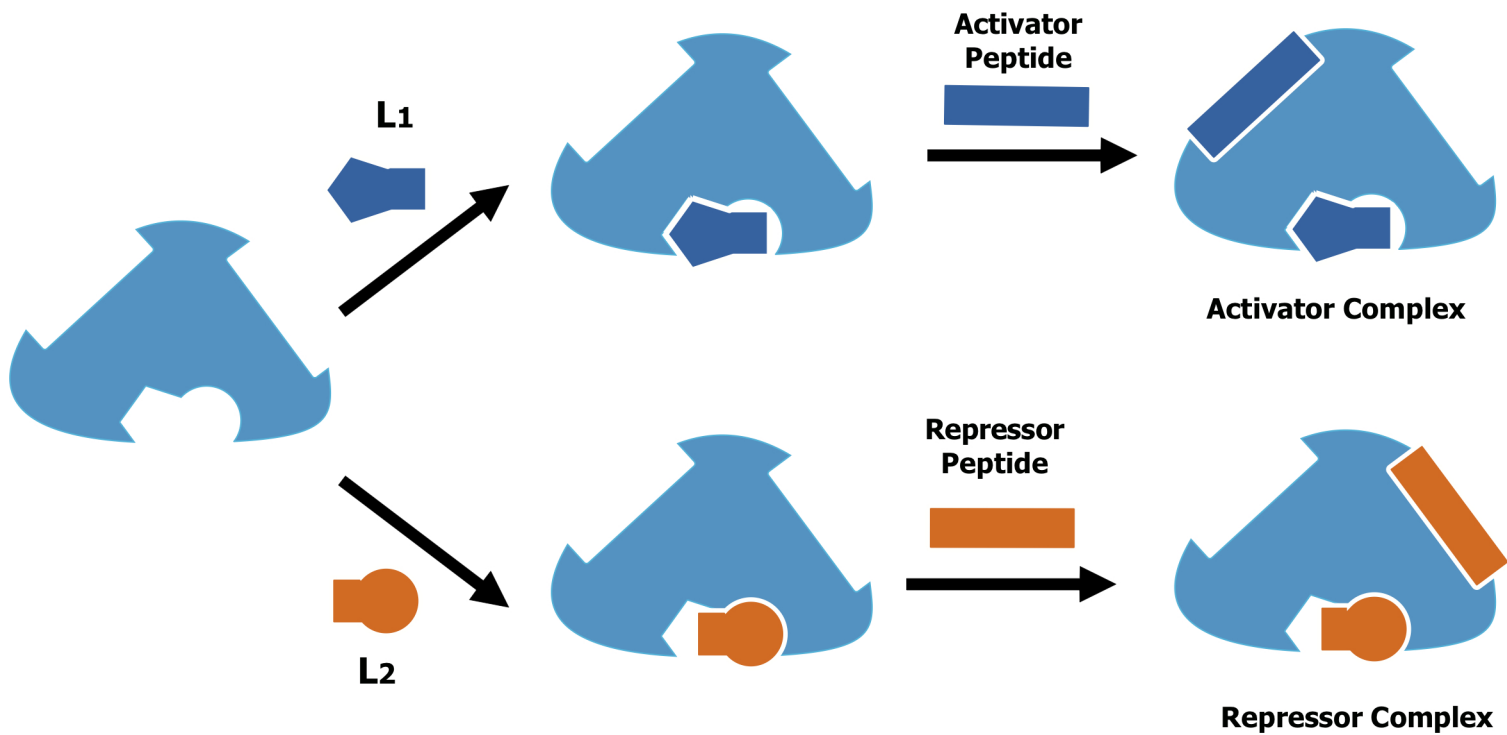 L1
Activator
Peptide
Activator Complex
L2
Repressor
Peptide
Repressor Complex